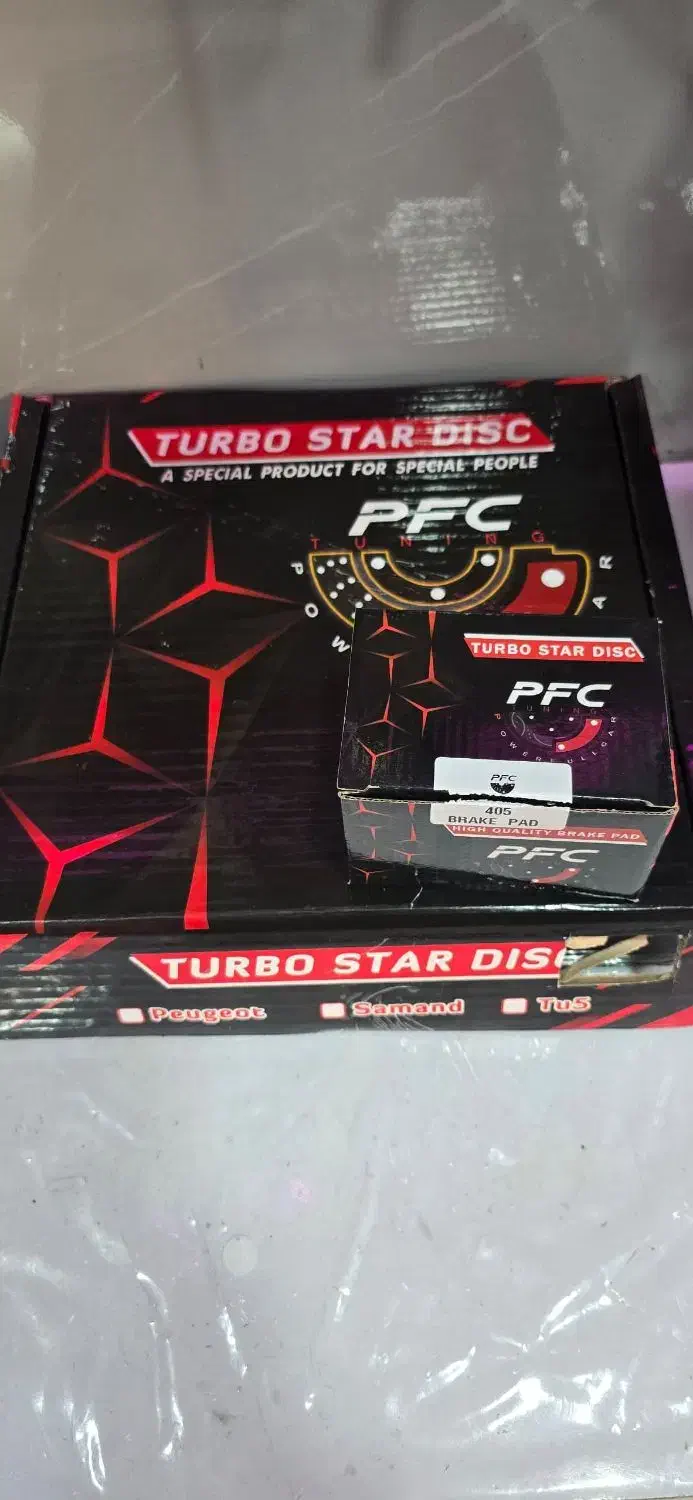 TURBO STAR DISC
A SPECIAL PRODUCT FOR SPECIAL PEOPLE
PFC
TUNING
TURBO STAR DISC
PFC
TUNING
POWERFULLCAR
PFC
405
BRAKE PAD
HIGH QUALITY BRAKE PAD
PFC
TURBO STAR DISC
Peugeot
Samand
Tu5